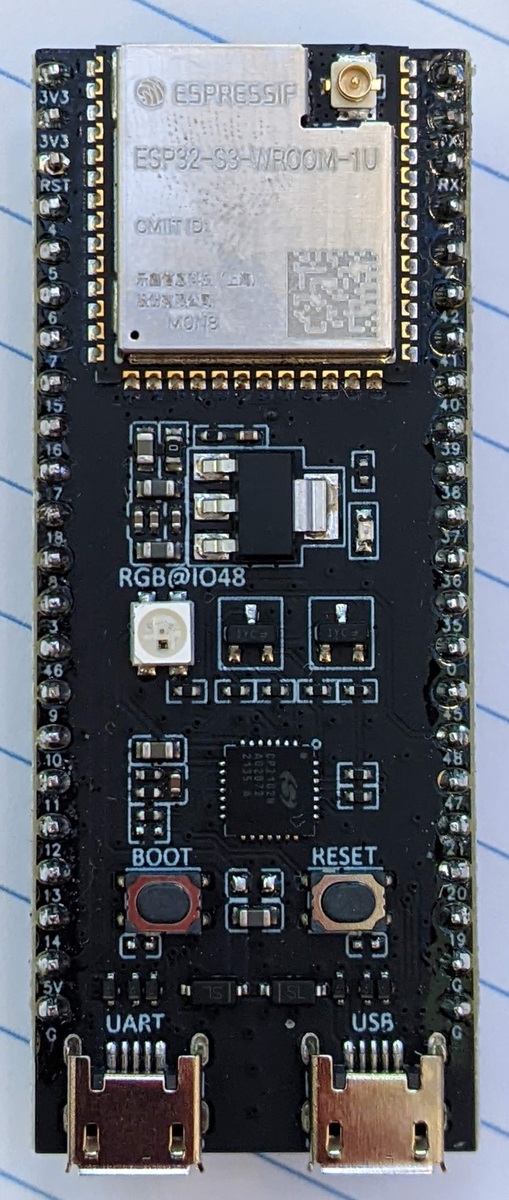 ESPRESSIF
ESP32-S3-WROOM-1U
CMIIT ID:
M0N8
3V3
3V3
RST
4
5
6
7
15
16
18
8
3
46
9
10
11
12
13
14
5V
G
RX
42
41
40
39
38
37
36
35
0
45
48
47
21
20
19
G
G
RGB@IO48
CP2102N
BOOT
RESET
UART
USB